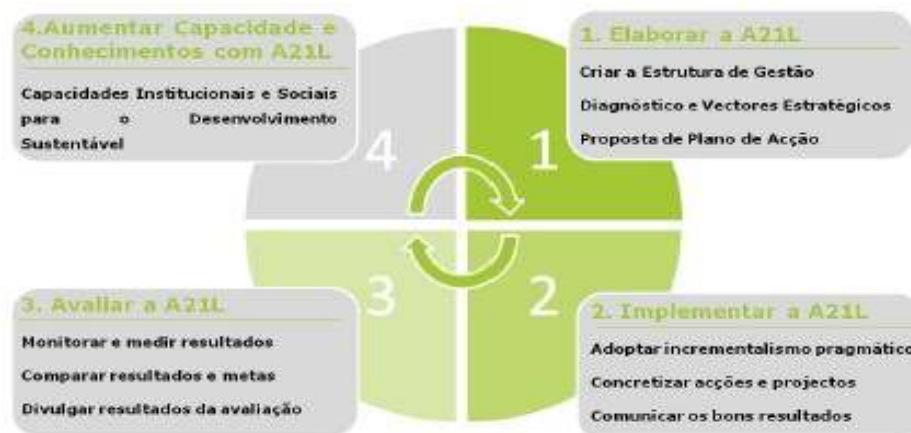 4.Aumentar Capacidade e
Conhecimentos com A21L
Capacidades Institucionais e Sociais
para o Desenvolvimento
Sustentável
4
1. Elaborar a A21L
Criar a Estrutura de Gestão
Diagnóstico e Vectores Estratégicos
Proposta de Plano de Acção
1
3. Avaliar a A21L
Monitorar e medir resultados
Comparar resultados e metas
Divulgar resultados da avaliação
3
2. Implementar a A21L
Adoptar incrementalismo pragmático
Concretizar acções e projectos
Comunicar os bons resultados
2